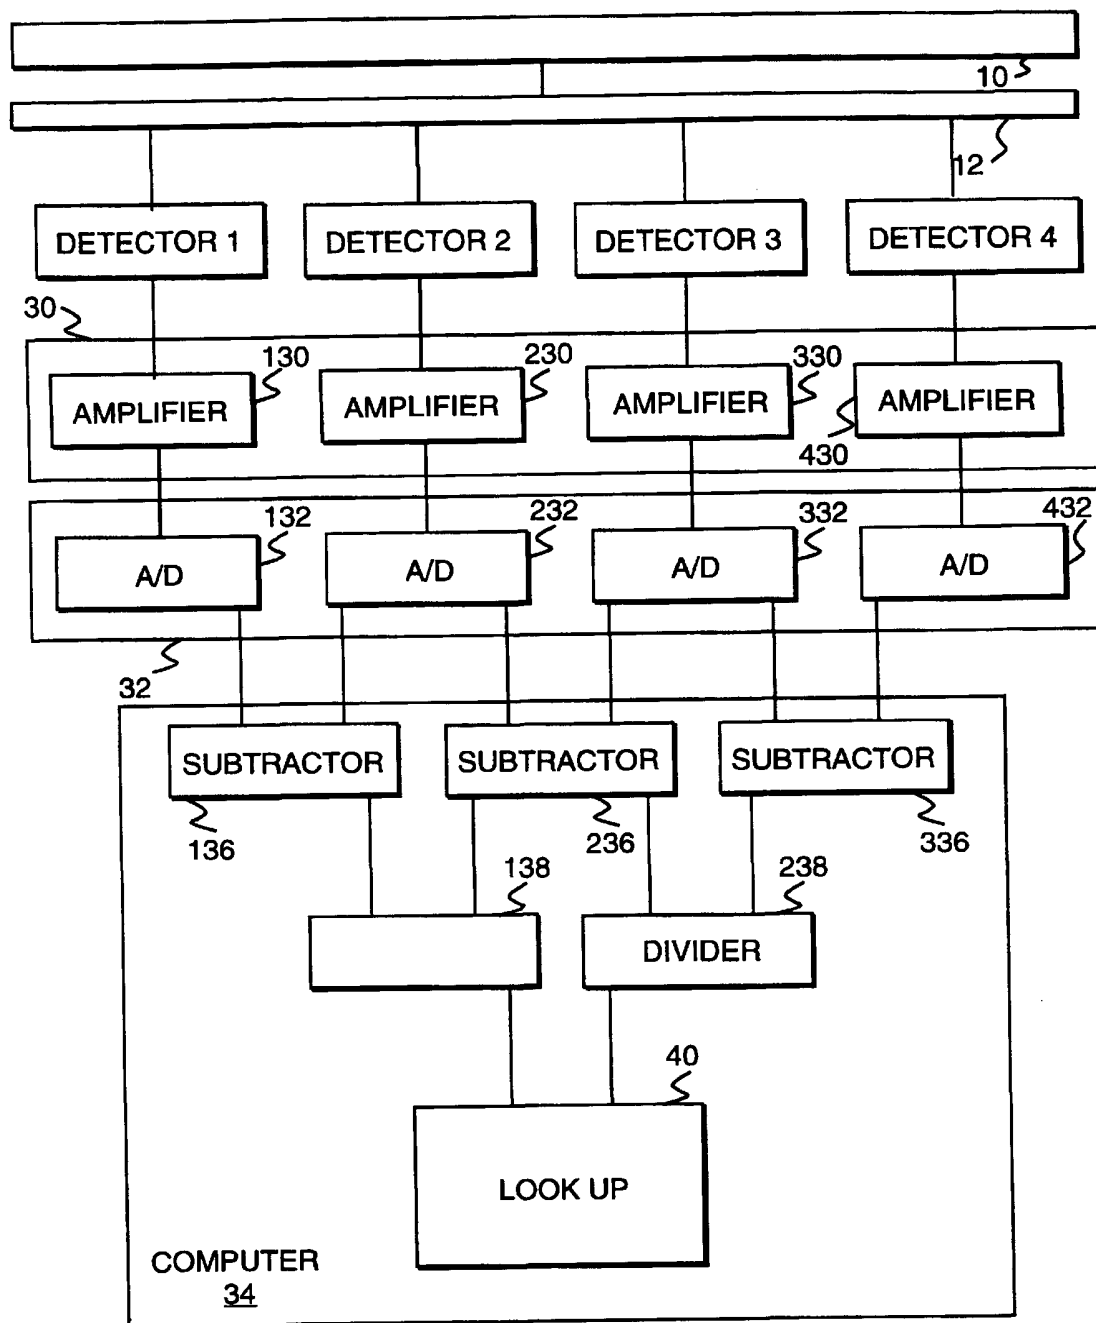 10
12
DETECTOR 1 DETECTOR 2 DETECTOR 3 DETECTOR 4
30
130 230 330
AMPLIFIER AMPLIFIER AMPLIFIER AMPLIFIER
430
132 232 332 432
A/D A/D A/D A/D
32
SUBTRACTOR SUBTRACTOR SUBTRACTOR
136 236 336
138 238
DIVIDER
40
LOOK UP
COMPUTER
34